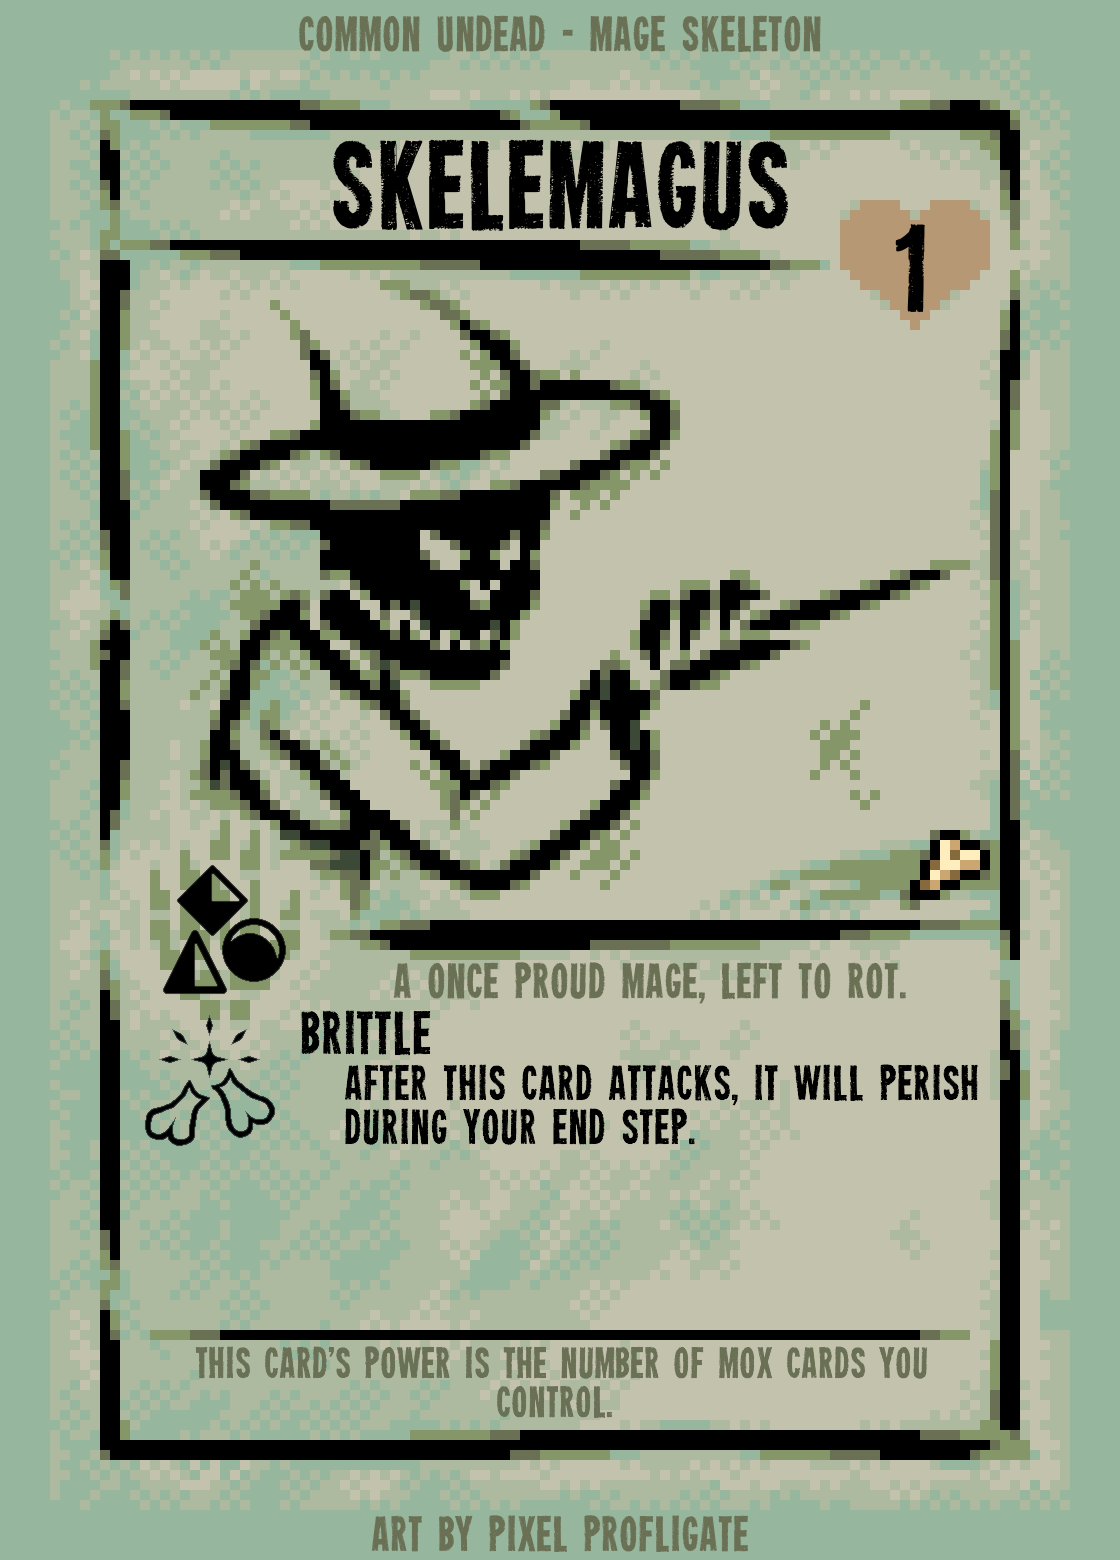 COMMON UNDEAD - MAGE SKELETON
SKELEMAGUS
1
A ONCE PROUD MAGE, LEFT TO ROT.
BRITTLE
AFTER THIS CARD ATTACKS, IT WILL PERISH
DURING YOUR END STEP.
THIS CARD'S POWER IS THE NUMBER OF MOX CARDS YOU
CONTROL.
ART BY PIXEL PROFLIGATE